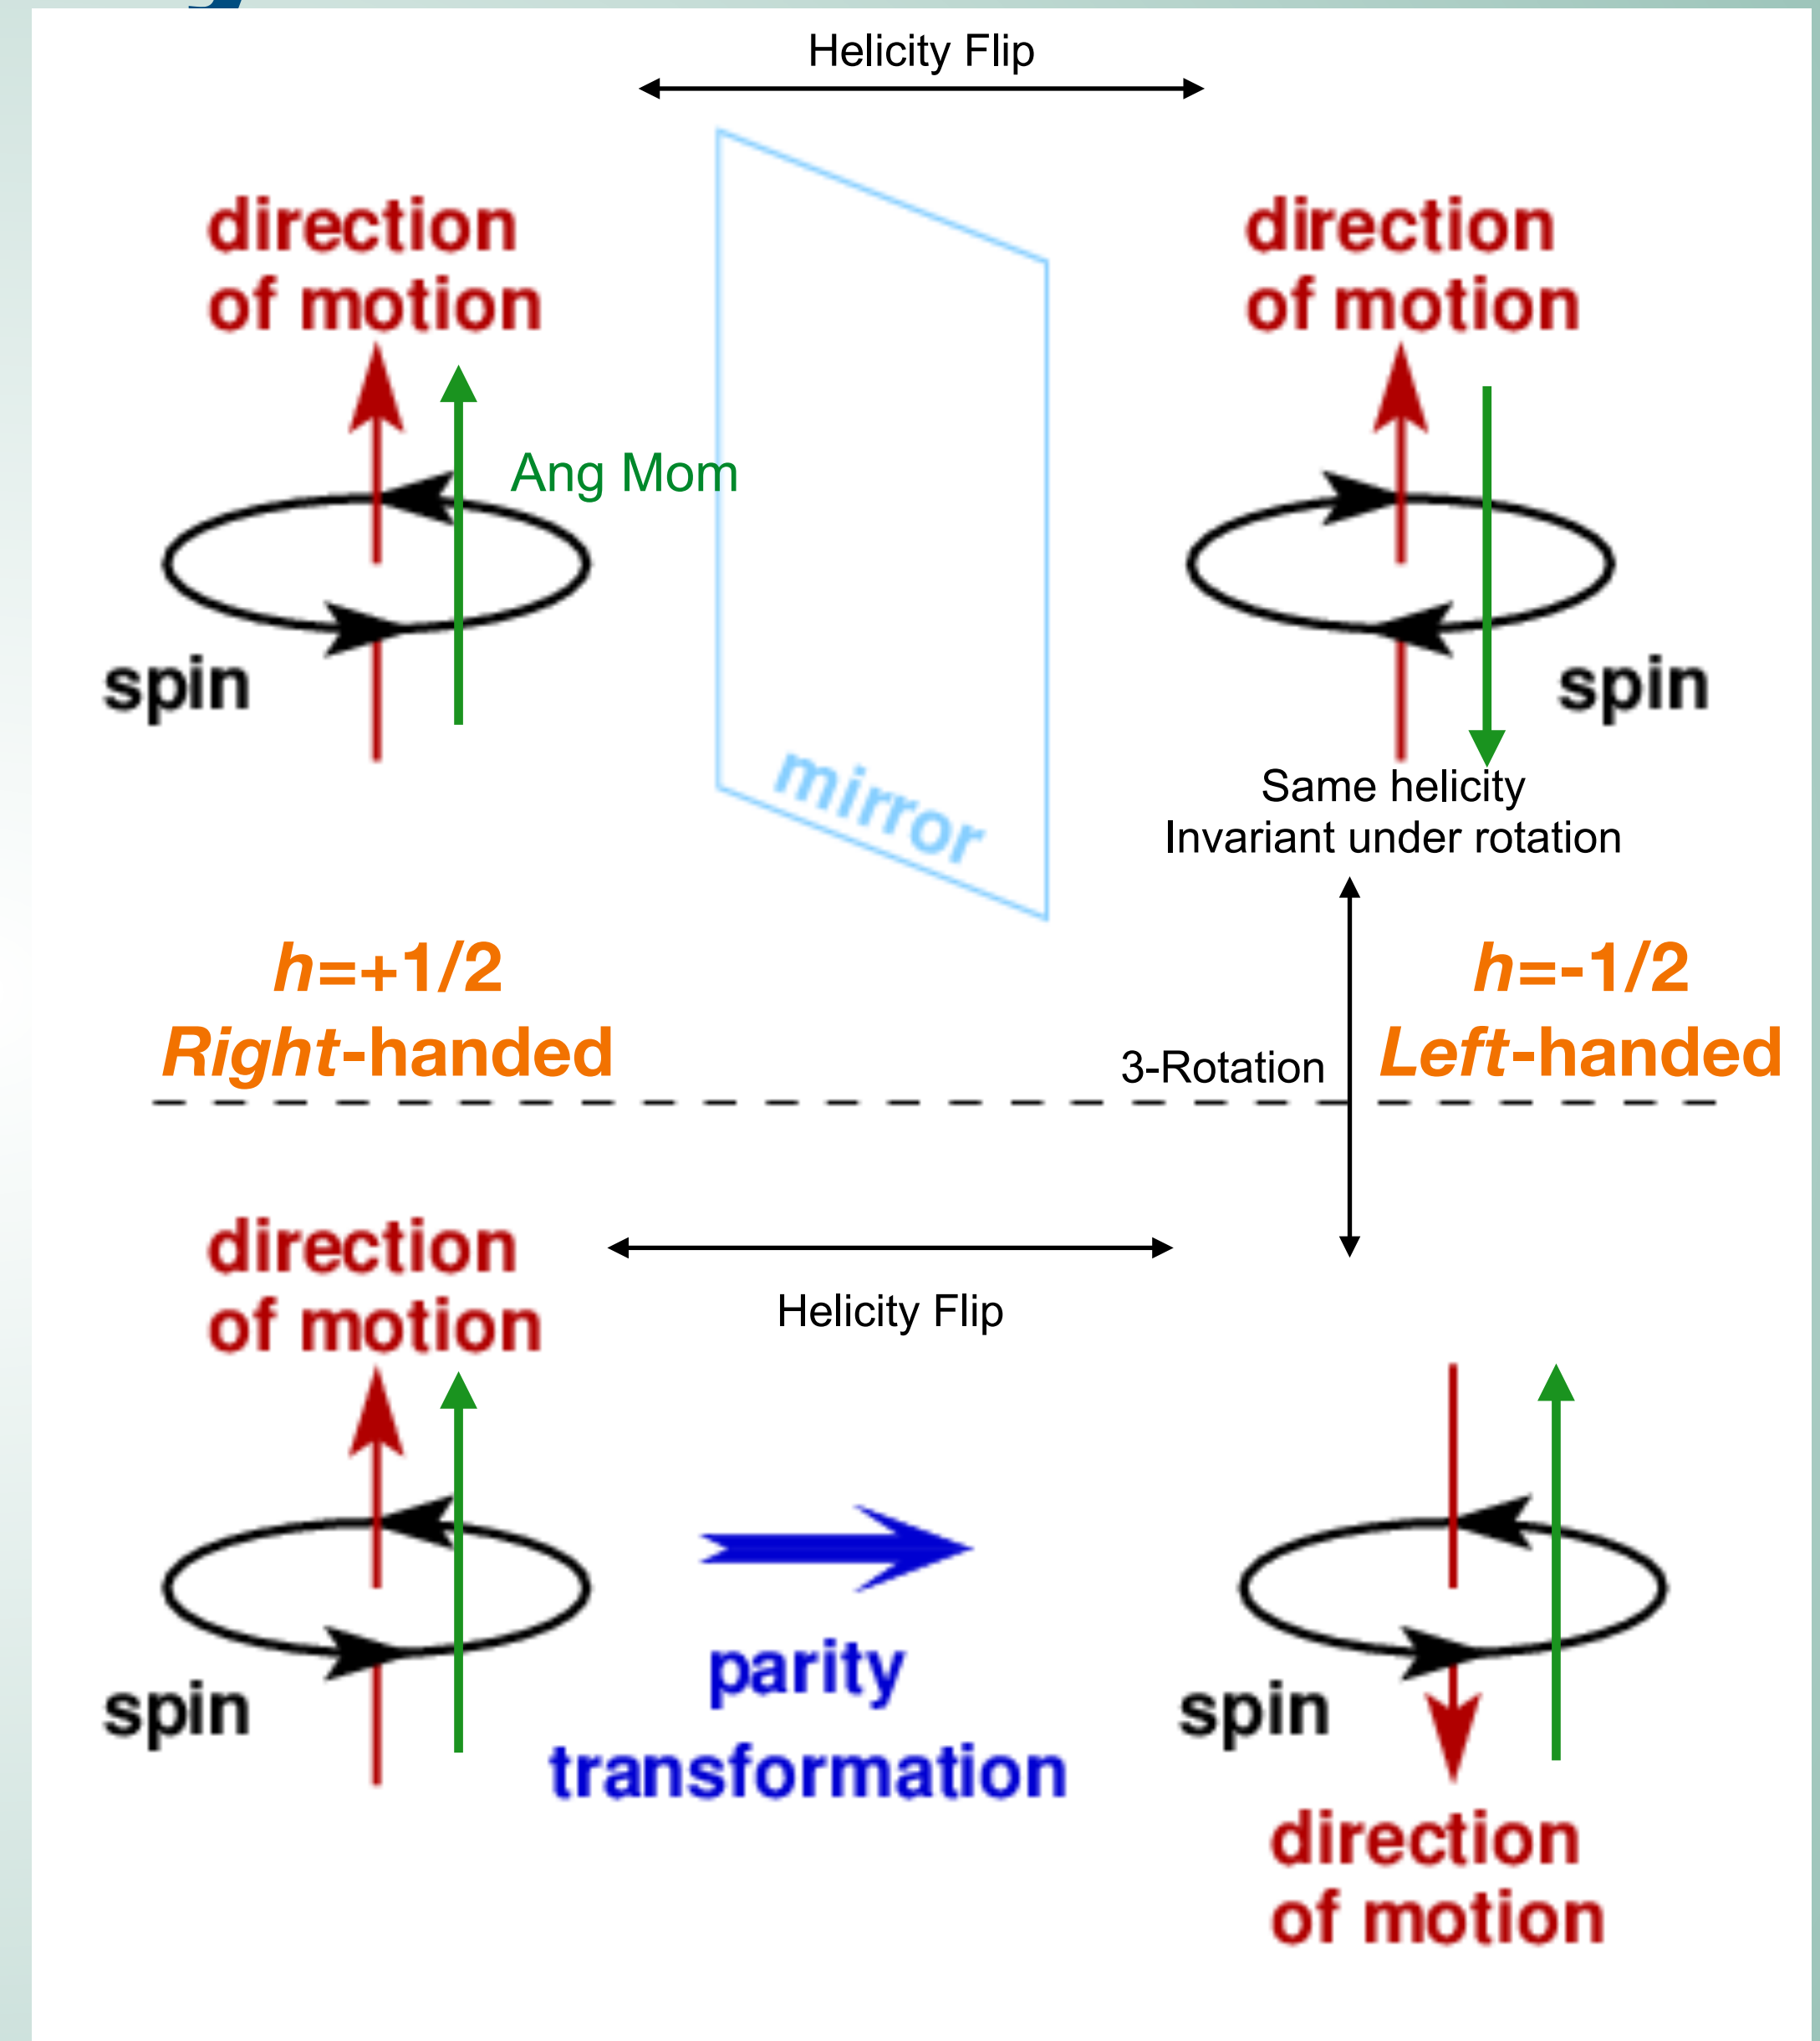 Helicity Flip
direction
of motion
direction
of motion
Ang Mom
spin
spin
mirror
Same helicity
Invariant under rotation
h=+1/2
Right-handed
h=-1/2
Left-handed
3-Rotation
direction
of motion
Helicity Flip
spin
parity
transformation
spin
direction
of motion